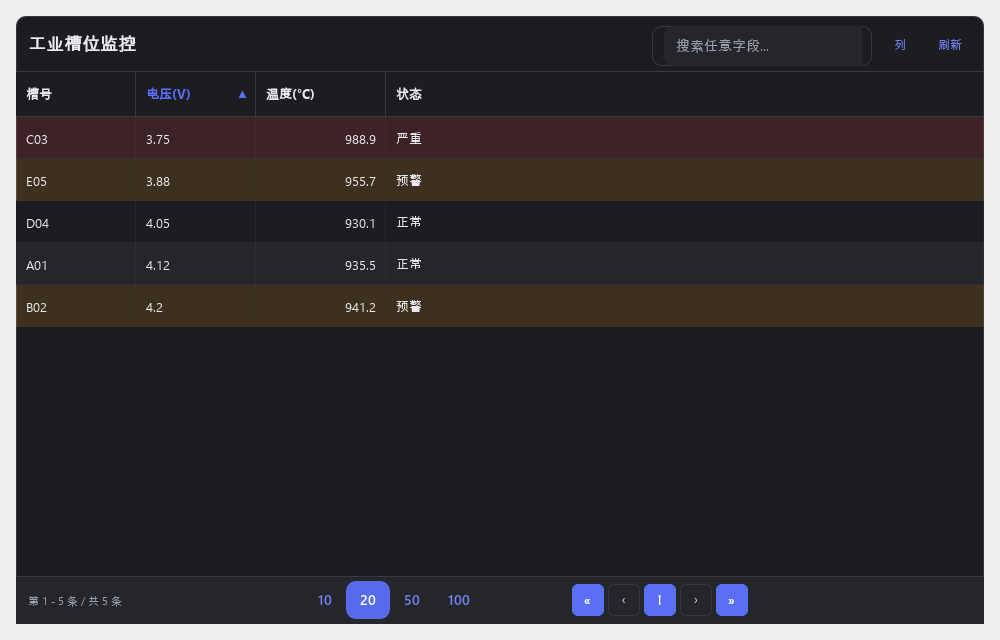 工业槽位监控 搜索任意字段... 列 刷新
槽号 电压(V) ▲ 温度(℃) 状态
C03 3.75 988.9 严重
E05 3.88 955.7 预警
D04 4.05 930.1 正常
A01 4.12 935.5 正常
B02 4.2 941.2 预警
第 1 - 5 条 / 共 5 条 10 20 50 100 « ‹ 1 › »